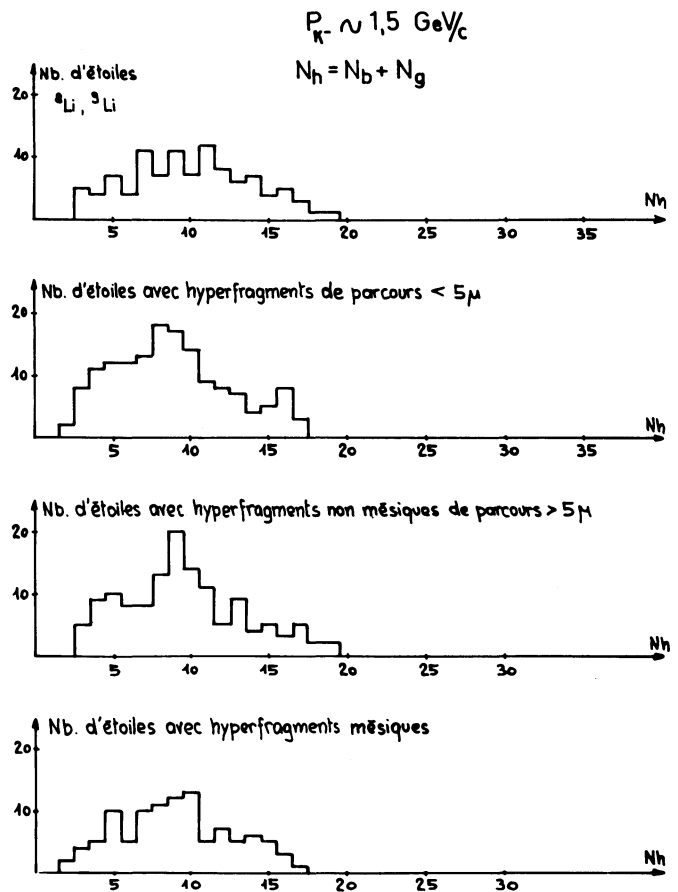 P_K- ~ 1,5 GeV/c
N_h = N_b + N_g
Nb. d'étoiles
⁸Li, ⁹Li
20
10
Nh
5 10 15 20 25 30 35
Nb. d'étoiles avec hyperfragments de parcours < 5μ
20
10
Nh
5 10 15 20 25 30 35
Nb. d'étoiles avec hyperfragments non mésiques de parcours > 5μ
20
10
Nh
5 10 15 20 25 30
Nb. d'étoiles avec hyperfragments mésiques
20
10
Nh
5 10 15 20 25 30 35